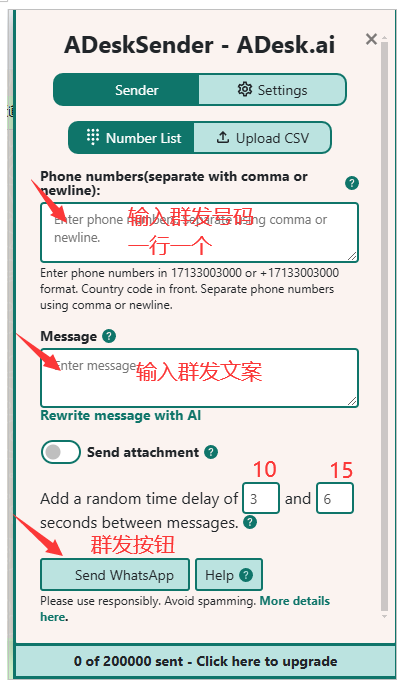 ADeskSender - ADesk.ai
×
Sender
Settings
Number List
Upload CSV
Phone numbers(separate with comma or
newline):
?
Enter phone numbers, separate using comma or
newline.
输入群发号码
一行一个
Enter phone numbers in 17133003000 or +17133003000
format. Country code in front. Separate phone numbers
using comma or newline.
Message ?
Enter message
输入群发文案
Rewrite message with AI
Send attachment ?
10 15
Add a random time delay of 3 and 6
seconds between messages. ?
群发按钮
Send WhatsApp
Help ?
Please use responsibly. Avoid spamming. More details
here.
0 of 200000 sent - Click here to upgrade